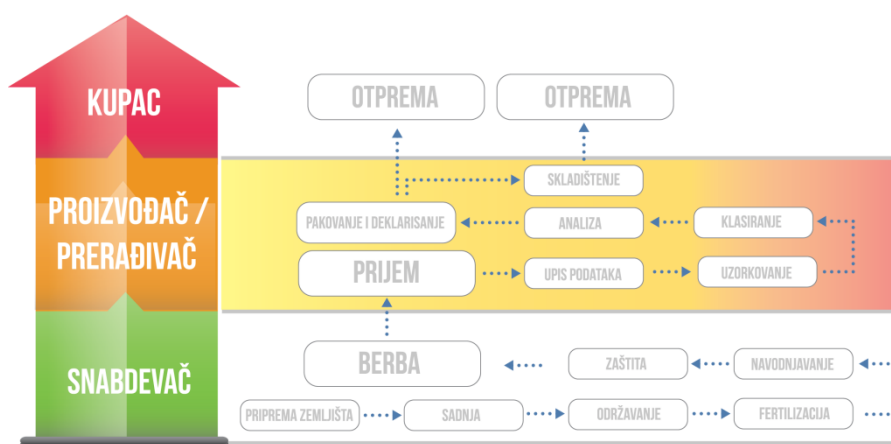 KUPAC
OTPREMA
OTPREMA
PROIZVOĐAČ /
PRERAĐIVAČ
SKLADIŠTENJE
PAKOVANJE I DEKLARISANJE
ANALIZA
KLASIRANJE
PRIJEM
UPIS PODATAKA
UZORKOVANJE
SNABDEVAČ
BERBA
ZAŠTITA
NAVODNJAVANJE
PRIPREMA ZEMLJIŠTA
SADNJA
ODRŽAVANJE
FERTILIZACIJA